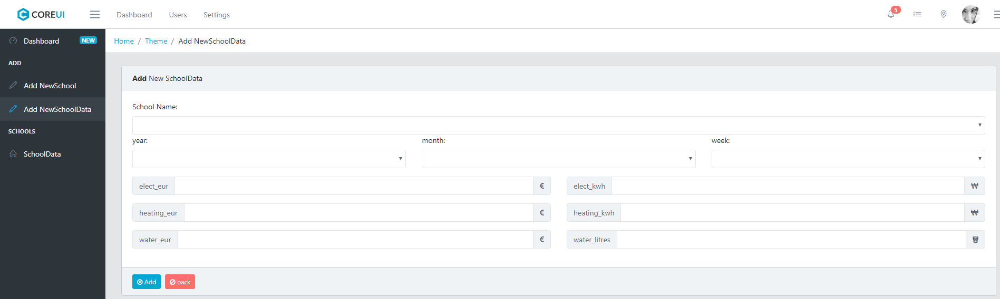 COREUI Dashboard Users Settings 5
Dashboard NEW
Home / Theme / Add NewSchoolData
ADD
Add NewSchool
Add NewSchoolData
SCHOOLS
SchoolData
Add New SchoolData
School Name:
year: month: week:
elect_eur € elect_kwh ₩
heating_eur € heating_kwh ₩
water_eur € water_litres
Add back